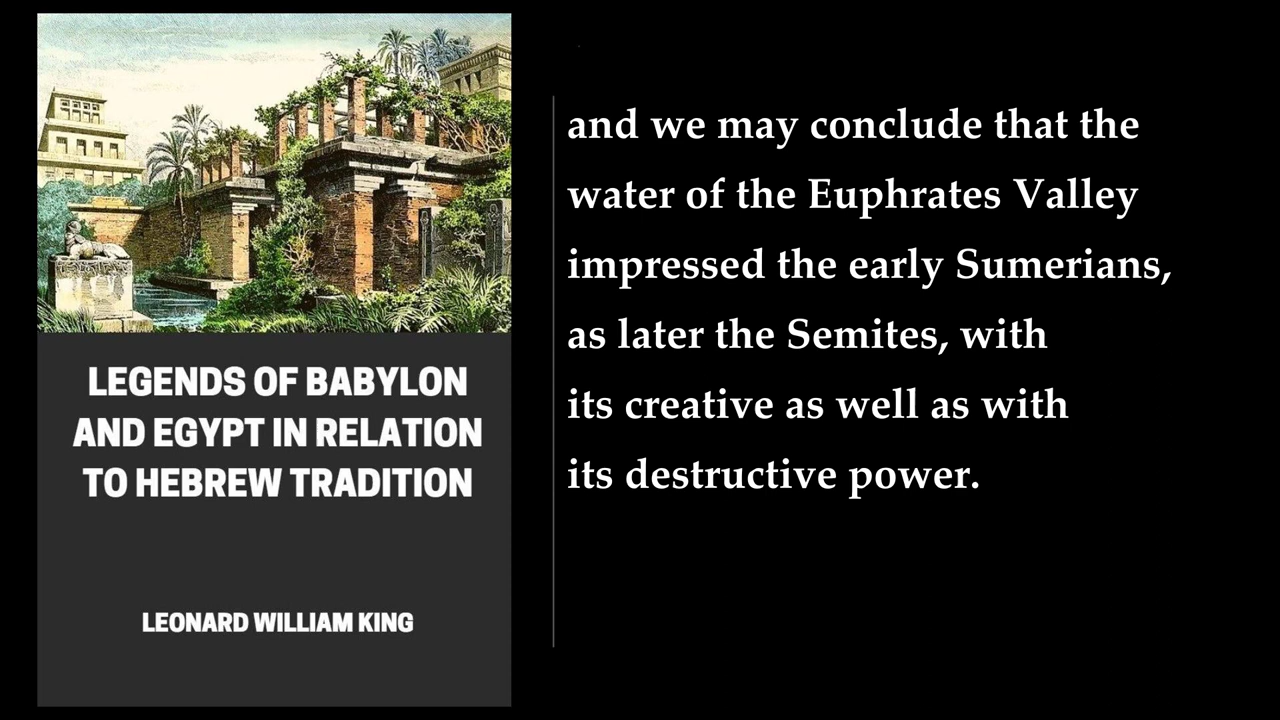 LEGENDS OF BABYLON
AND EGYPT IN RELATION
TO HEBREW TRADITION
LEONARD WILLIAM KING
and we may conclude that the
water of the Euphrates Valley
impressed the early Sumerians,
as later the Semites, with
its creative as well as with
its destructive power.